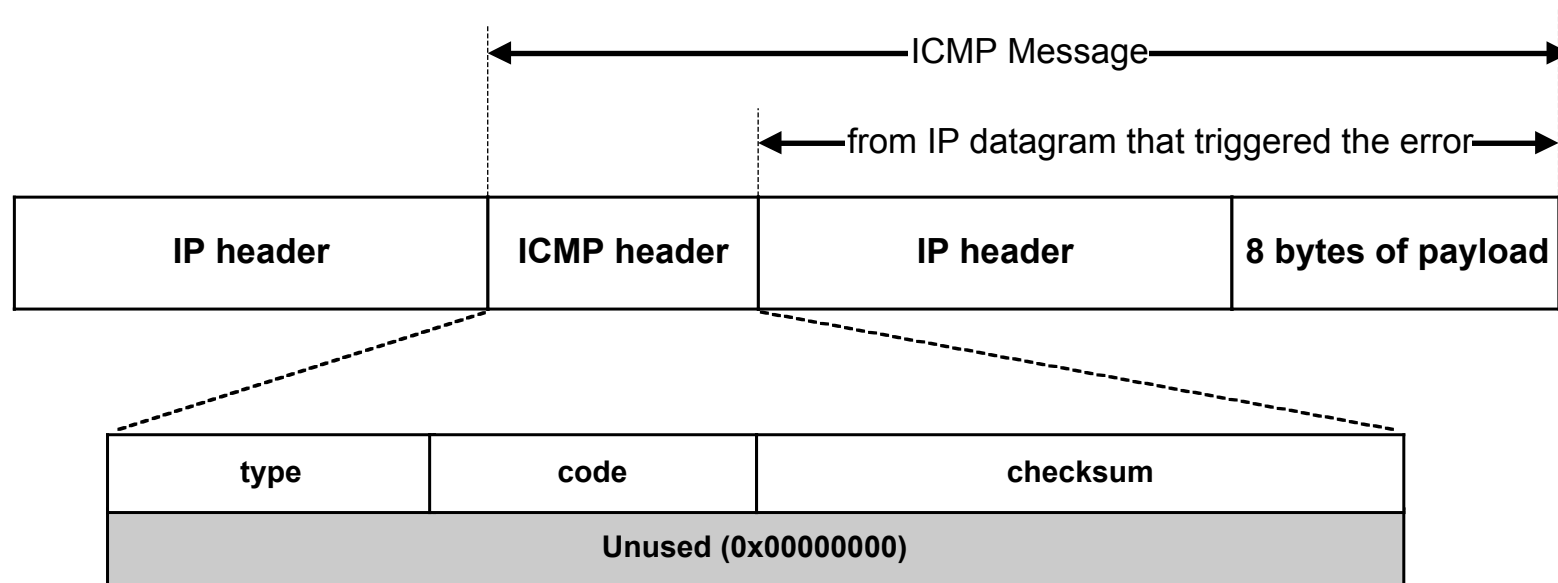 ICMP Message
from IP datagram that triggered the error
IP header ICMP header IP header 8 bytes of payload
type code checksum
Unused (0x00000000)